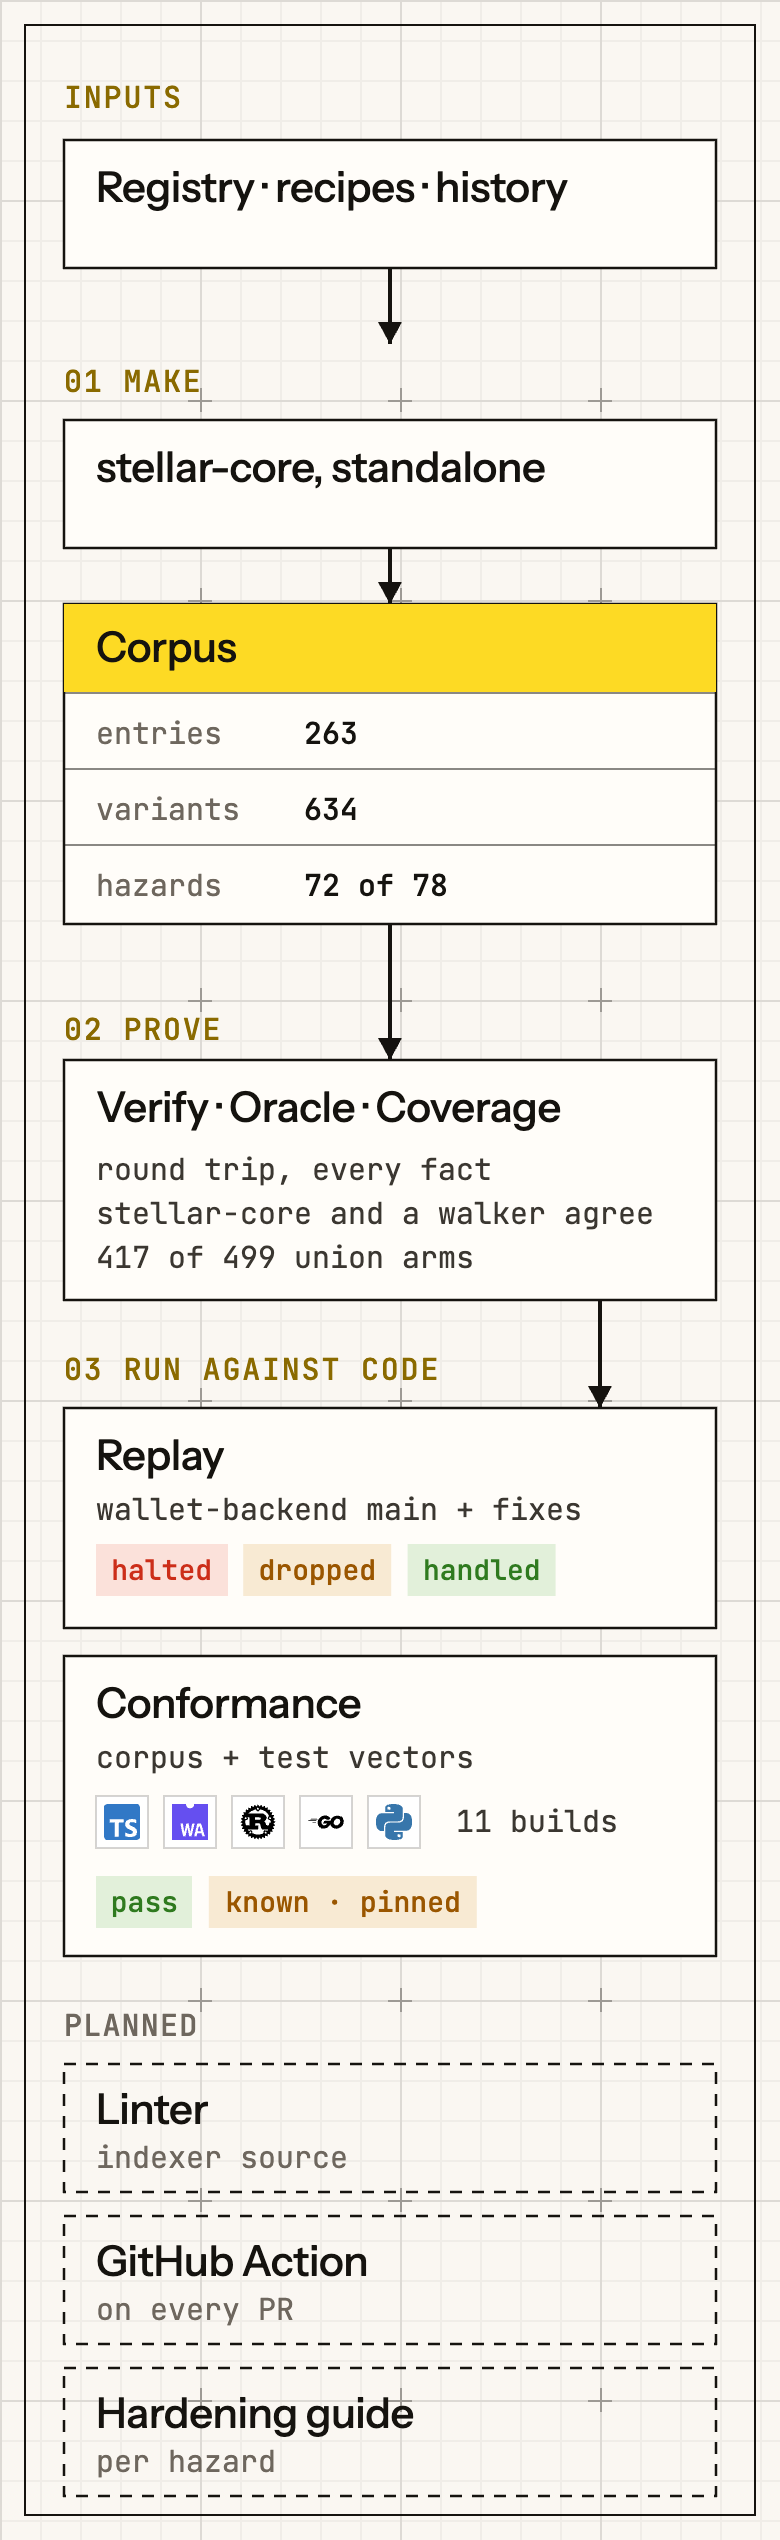 INPUTS
Registry · recipes · history
01 MAKE
stellar-core, standalone
Corpus
entries 263
variants 634
hazards 72 of 78
02 PROVE
Verify · Oracle · Coverage
round trip, every fact
stellar-core and a walker agree
417 of 499 union arms
03 RUN AGAINST CODE
Replay
wallet-backend main + fixes
halted dropped handled
Conformance
corpus + test vectors
TS WA R GO 11 builds
pass known · pinned
PLANNED
Linter
indexer source
GitHub Action
on every PR
Hardening guide
per hazard